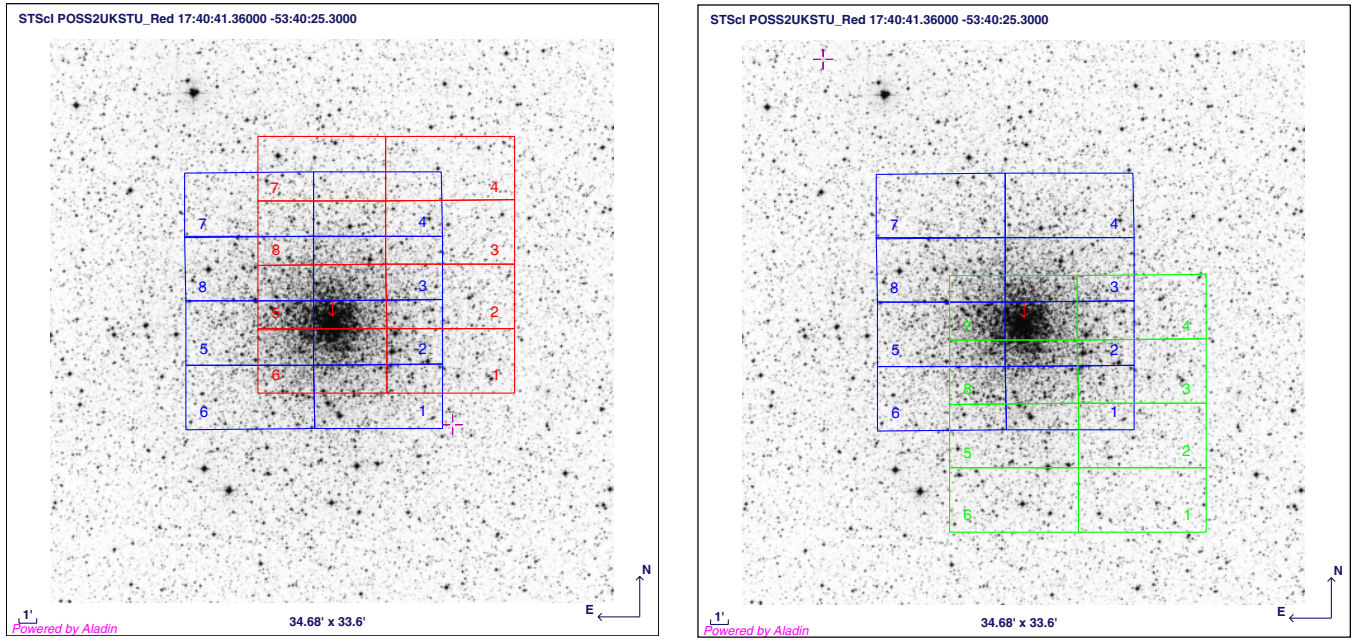 STScI POSS2UKSTU_Red 17:40:41.36000 -53:40:25.3000
7 4
7 4
8 3
8 3
5 2
5 2
6 1
6 1
N
E
1'
34.68' x 33.6'
Powered by Aladin
STScI POSS2UKSTU_Red 17:40:41.36000 -53:40:25.3000
7 4
8 3
7 4
5 2
8 3
6 1
5 2
6 1
N
E
1'
34.68' x 33.6'
Powered by Aladin